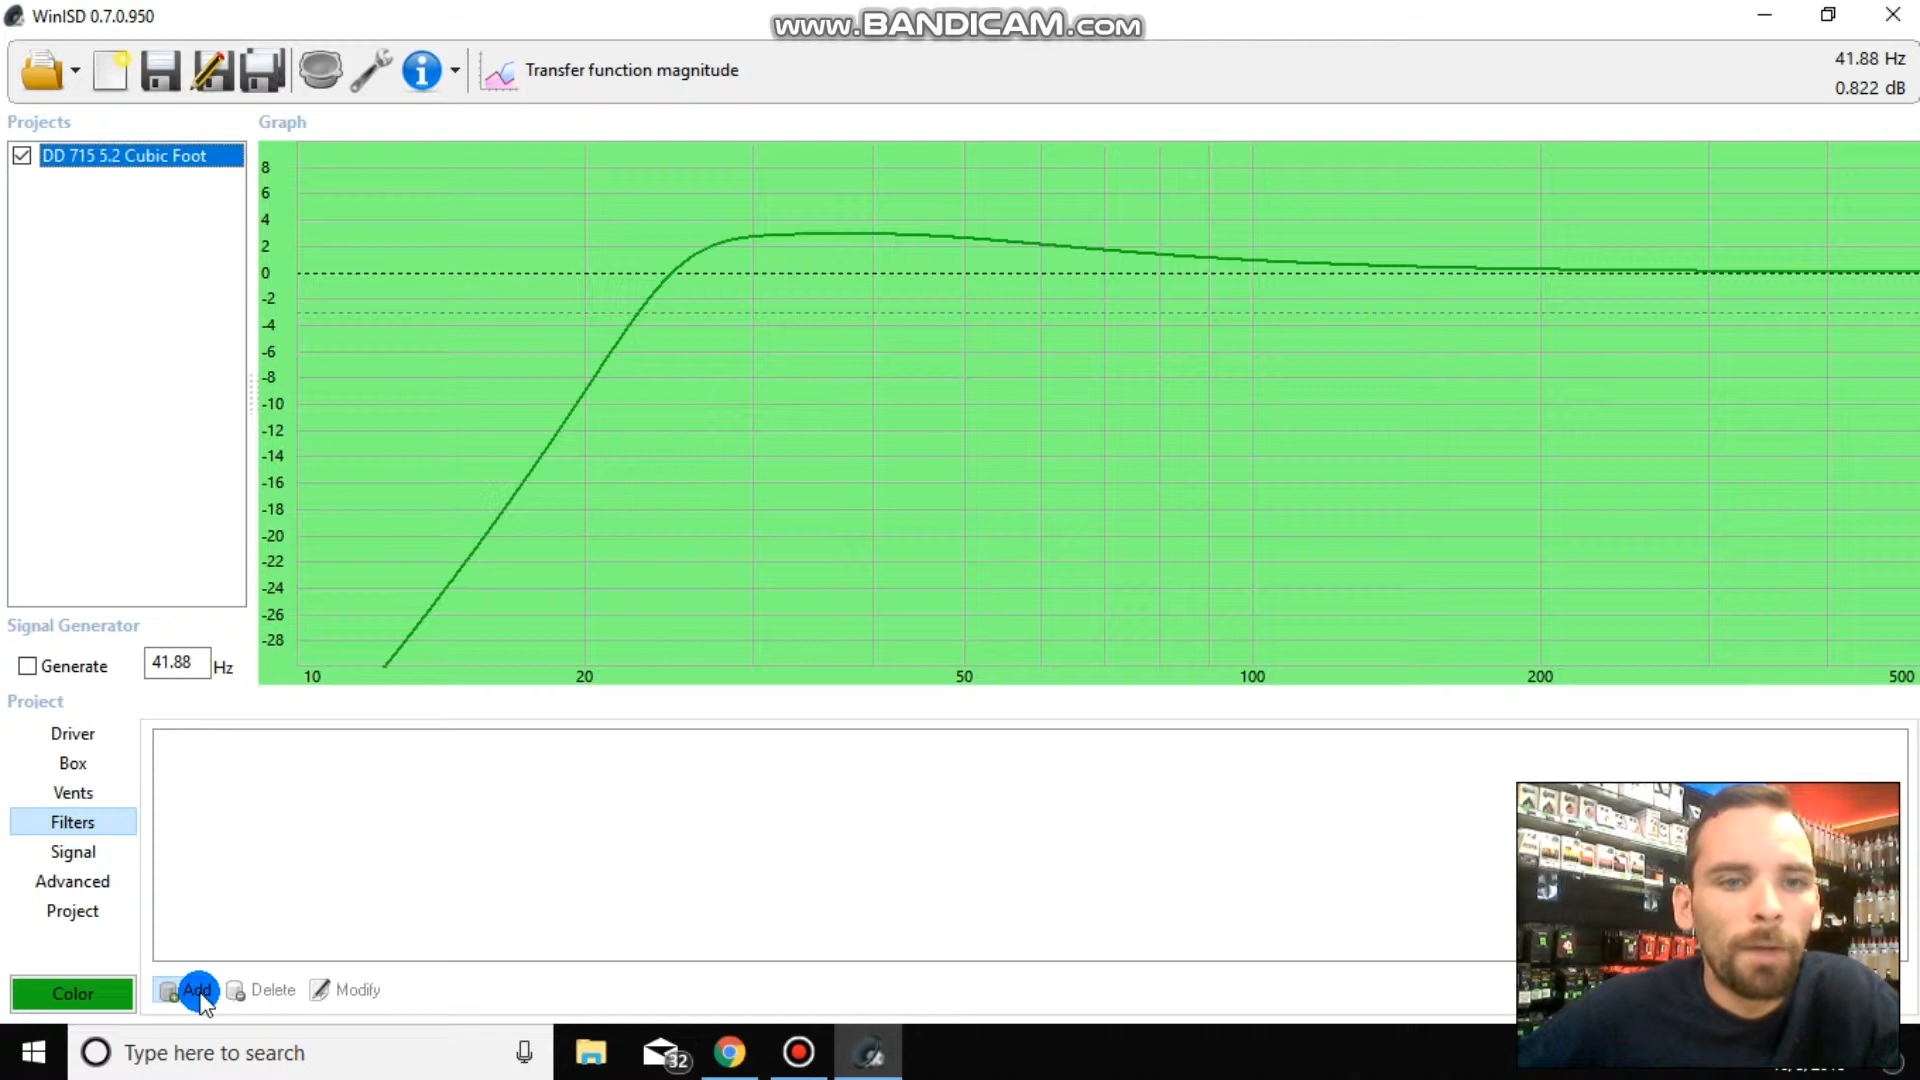 WinISD 0.7.0.950
www.BANDICAM.com
Transfer function magnitude
41.88 Hz
0.822 dB
Projects
Graph
DD 715 5.2 Cubic Foot
8
6
4
2
0
-2
-4
-6
-8
-10
-12
-14
-16
-18
-20
-22
-24
-26
-28
10 20 50 100 200 500
Signal Generator
Generate 41.88 Hz
Project
Driver
Box
Vents
Filters
Signal
Advanced
Project
Color
Add Delete Modify
Type here to search
32